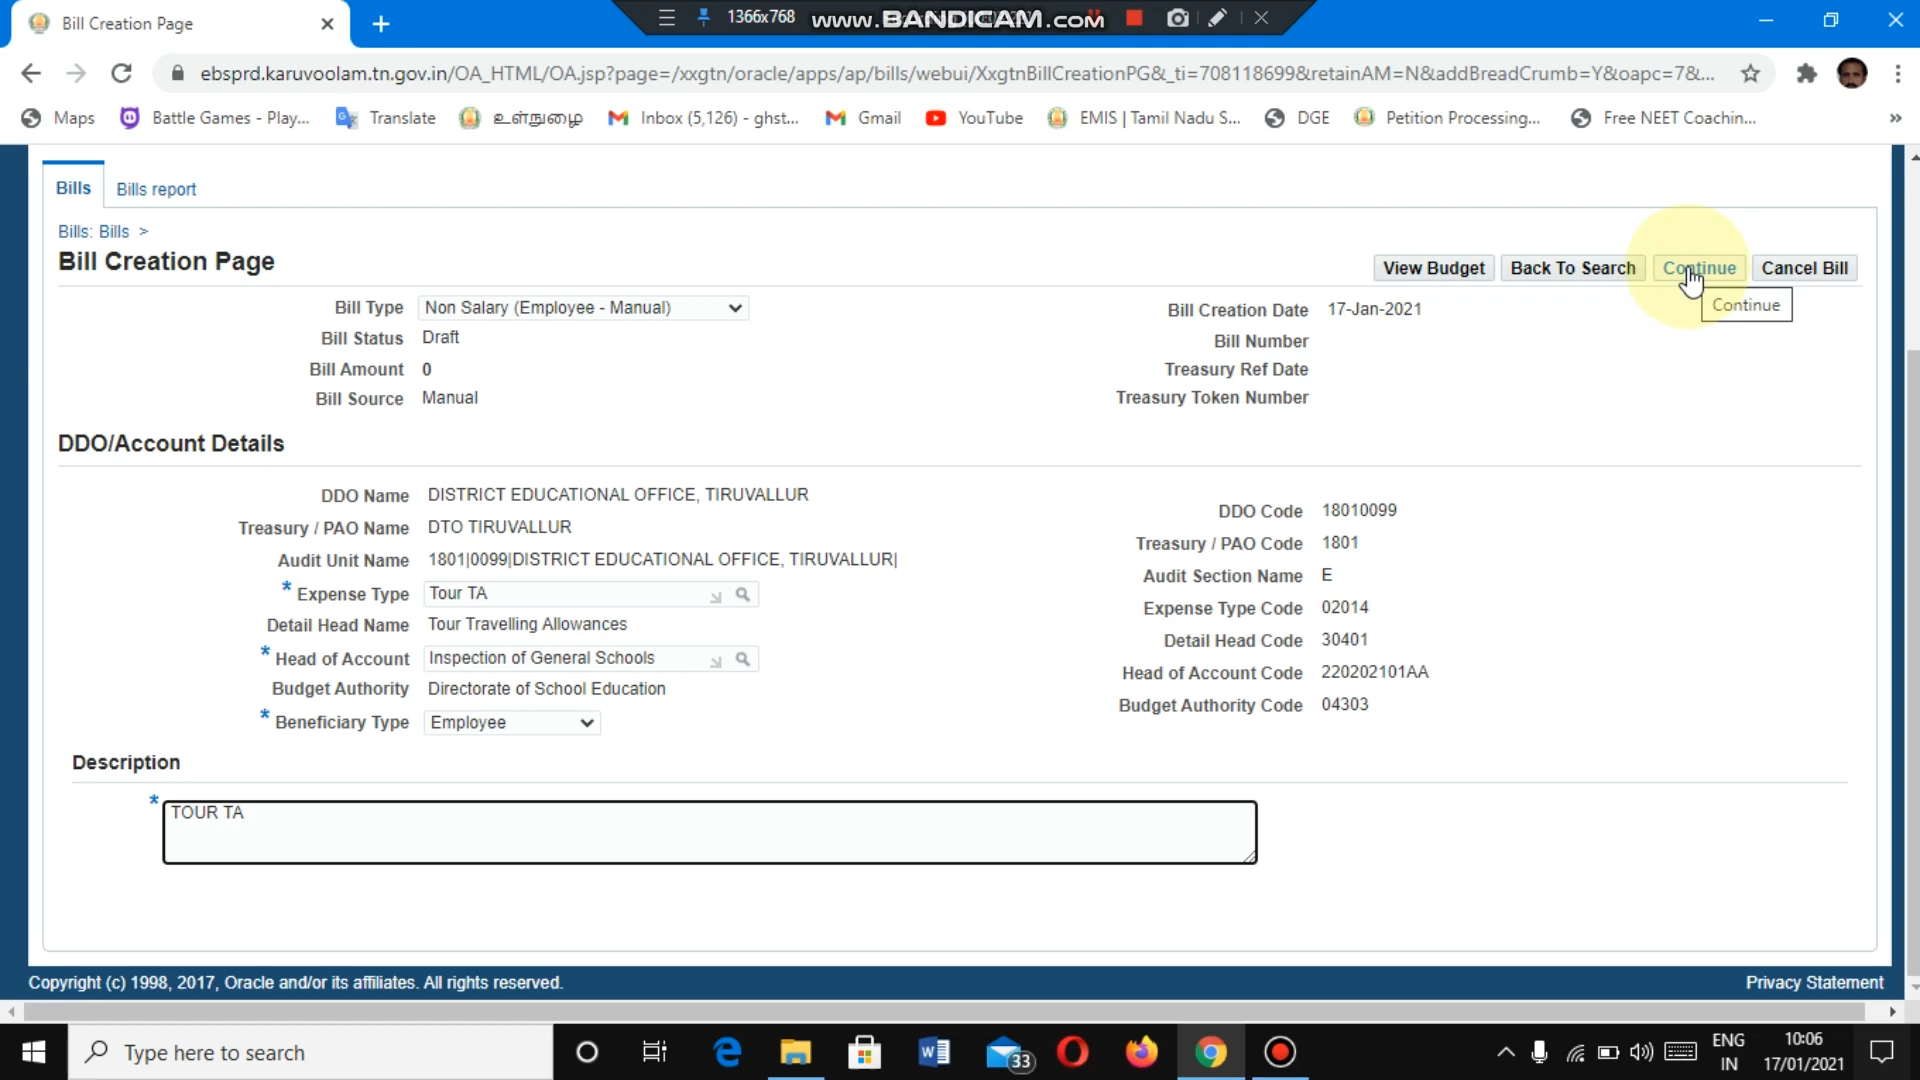 Bill Creation Page
1366x768
www.BANDICAM.com
ebsprd.karuvoolam.tn.gov.in/OA_HTML/OA.jsp?page=/xxgtn/oracle/apps/ap/bills/webui/XxgtnBillCreationPG&_ti=708118699&retainAM=N&addBreadCrumb=Y&oapc=7&...
Maps
Battle Games - Play...
Translate
உள்நுழை
Inbox (5,126) - ghst...
Gmail
YouTube
EMIS | Tamil Nadu S...
DGE
Petition Processing...
Free NEET Coachin...
»
Bills
Bills report
Bills: Bills >
Bill Creation Page
View Budget
Back To Search
Continue
Cancel Bill
Continue
Bill Type Non Salary (Employee - Manual)
Bill Creation Date 17-Jan-2021
Bill Status Draft
Bill Number
Bill Amount 0
Treasury Ref Date
Bill Source Manual
Treasury Token Number
DDO/Account Details
DDO Name DISTRICT EDUCATIONAL OFFICE, TIRUVALLUR
DDO Code 18010099
Treasury / PAO Name DTO TIRUVALLUR
Treasury / PAO Code 1801
Audit Unit Name 1801|0099|DISTRICT EDUCATIONAL OFFICE, TIRUVALLUR|
Audit Section Name E
* Expense Type Tour TA
Expense Type Code 02014
Detail Head Name Tour Travelling Allowances
Detail Head Code 30401
* Head of Account Inspection of General Schools
Head of Account Code 220202101AA
Budget Authority Directorate of School Education
Budget Authority Code 04303
* Beneficiary Type Employee
Description
* TOUR TA
Copyright (c) 1998, 2017, Oracle and/or its affiliates. All rights reserved.
Privacy Statement
Type here to search
33
ENG
IN
10:06
17/01/2021